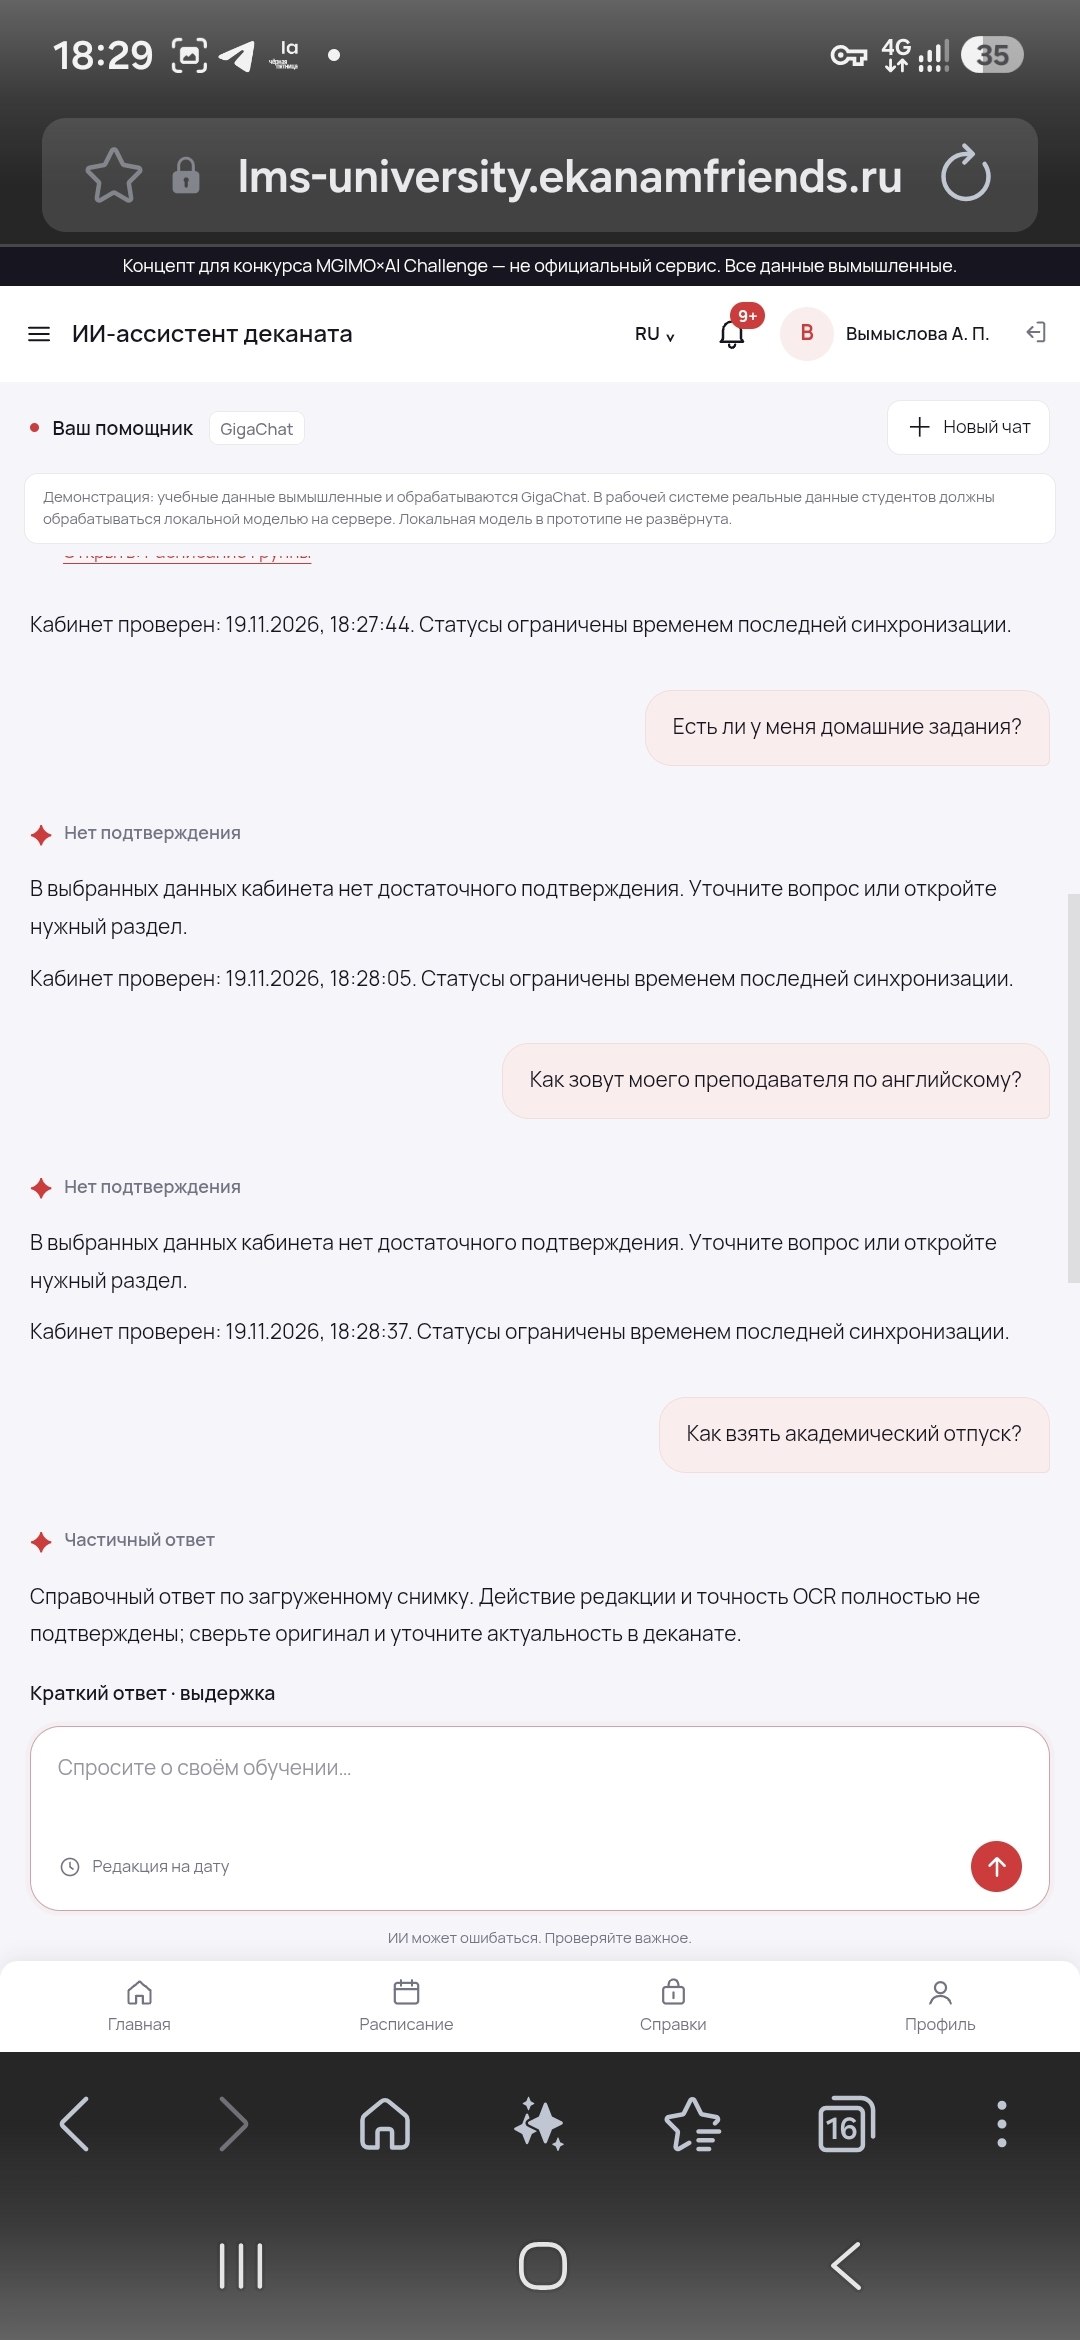 18:29
la
чёрная
пятница
4G
35
lms-university.ekanamfriends.ru
Концепт для конкурса MGIMO×AI Challenge — не официальный сервис. Все данные вымышленные.
ИИ-ассистент деканата
RU
9+
В
Вымыслова А. П.
Ваш помощник
GigaChat
Новый чат
Демонстрация: учебные данные вымышленные и обрабатываются GigaChat. В рабочей системе реальные данные студентов должны
обрабатываться локальной моделью на сервере. Локальная модель в прототипе не развёрнута.
Открыть: Расписание группы
Кабинет проверен: 19.11.2026, 18:27:44. Статусы ограничены временем последней синхронизации.
Есть ли у меня домашние задания?
Нет подтверждения
В выбранных данных кабинета нет достаточного подтверждения. Уточните вопрос или откройте
нужный раздел.
Кабинет проверен: 19.11.2026, 18:28:05. Статусы ограничены временем последней синхронизации.
Как зовут моего преподавателя по английскому?
Нет подтверждения
В выбранных данных кабинета нет достаточного подтверждения. Уточните вопрос или откройте
нужный раздел.
Кабинет проверен: 19.11.2026, 18:28:37. Статусы ограничены временем последней синхронизации.
Как взять академический отпуск?
Частичный ответ
Справочный ответ по загруженному снимку. Действие редакции и точность OCR полностью не
подтверждены; сверьте оригинал и уточните актуальность в деканате.
Краткий ответ · выдержка
Спросите о своём обучении...
Редакция на дату
ИИ может ошибаться. Проверяйте важное.
Главная
Расписание
Справки
Профиль
16